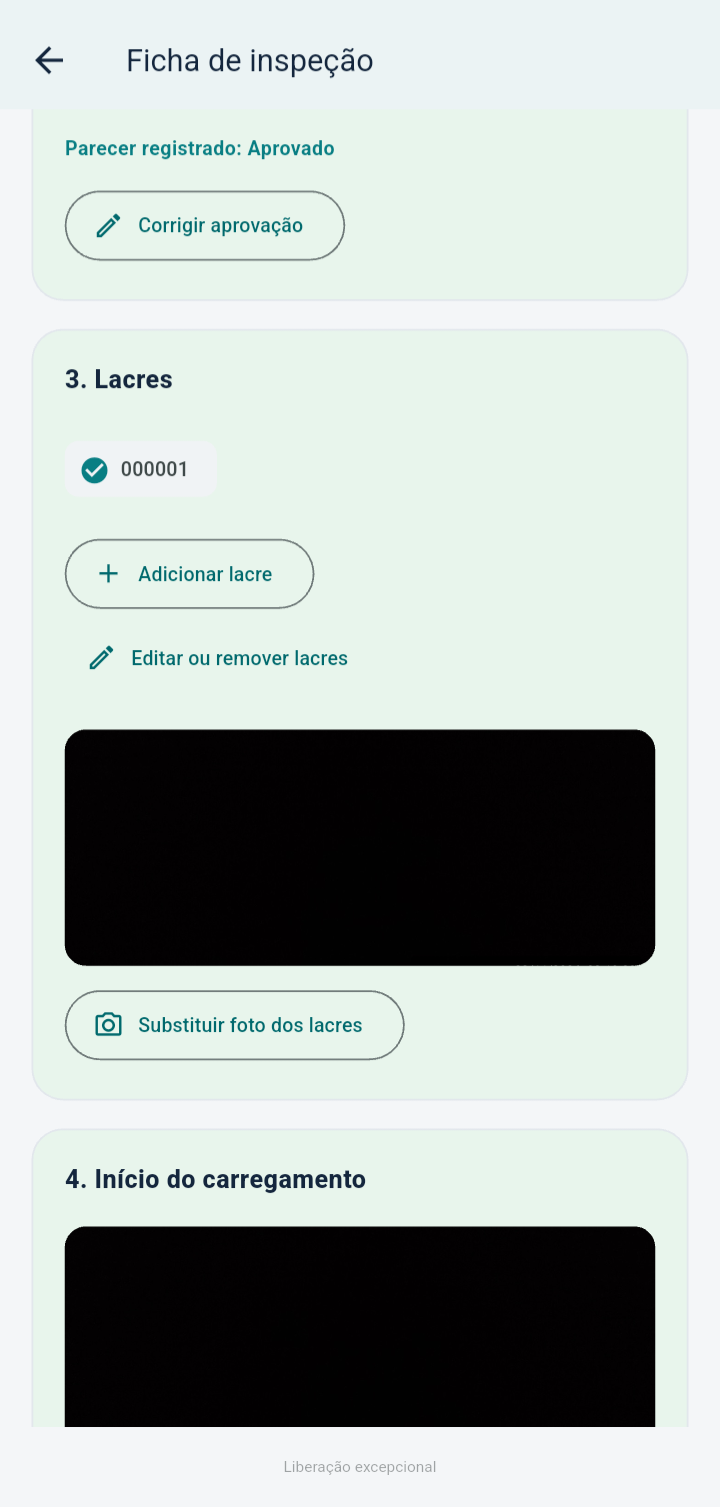 Ficha de inspeção
Parecer registrado: Aprovado
Corrigir aprovação
3. Lacres
000001
Adicionar lacre
Editar ou remover lacres
Substituir foto dos lacres
4. Início do carregamento
Liberação excepcional